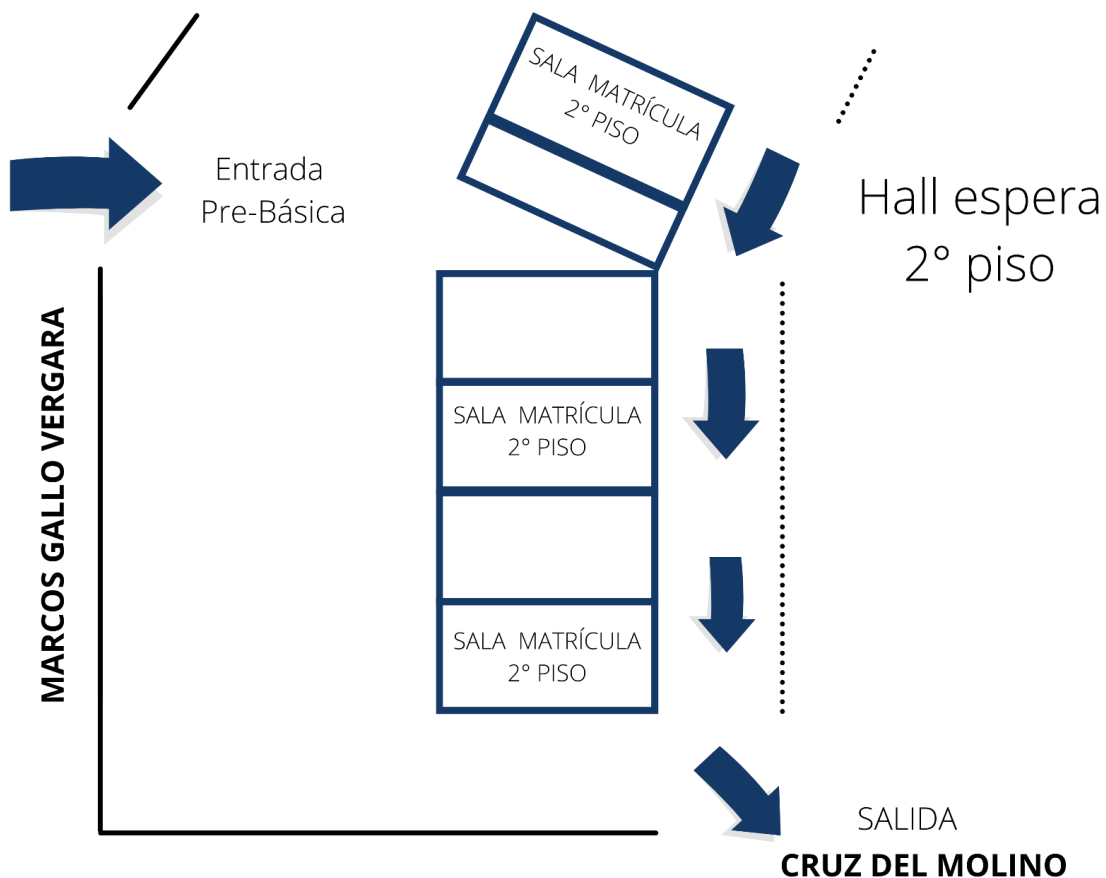 SALA MATRÍCULA
2° PISO
Entrada
Pre-Básica
Hall espera
2° piso
MARCOS GALLO VERGARA
SALA MATRÍCULA
2° PISO
SALA MATRÍCULA
2° PISO
SALIDA
CRUZ DEL MOLINO